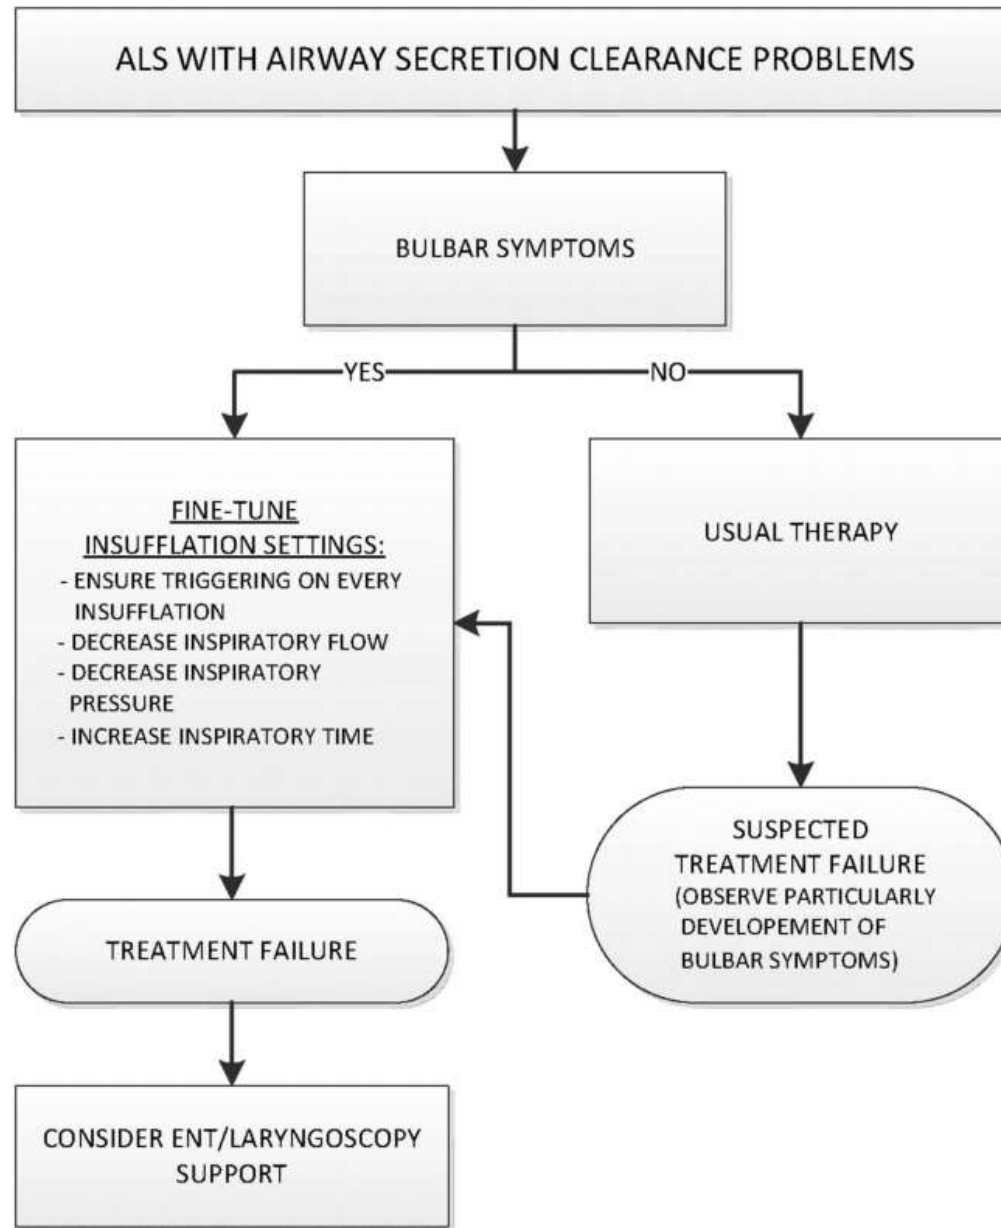 ALS WITH AIRWAY SECRETION CLEARANCE PROBLEMS
BULBAR SYMPTOMS
YES
NO
FINE-TUNE
INSUFFLATION SETTINGS:
- ENSURE TRIGGERING ON EVERY
INSUFFLATION
- DECREASE INSPIRATORY FLOW
- DECREASE INSPIRATORY
PRESSURE
- INCREASE INSPIRATORY TIME
USUAL THERAPY
SUSPECTED
TREATMENT FAILURE
(OBSERVE PARTICULARLY
DEVELOPEMENT OF
BULBAR SYMPTOMS)
TREATMENT FAILURE
CONSIDER ENT/LARYNGOSCOPY
SUPPORT